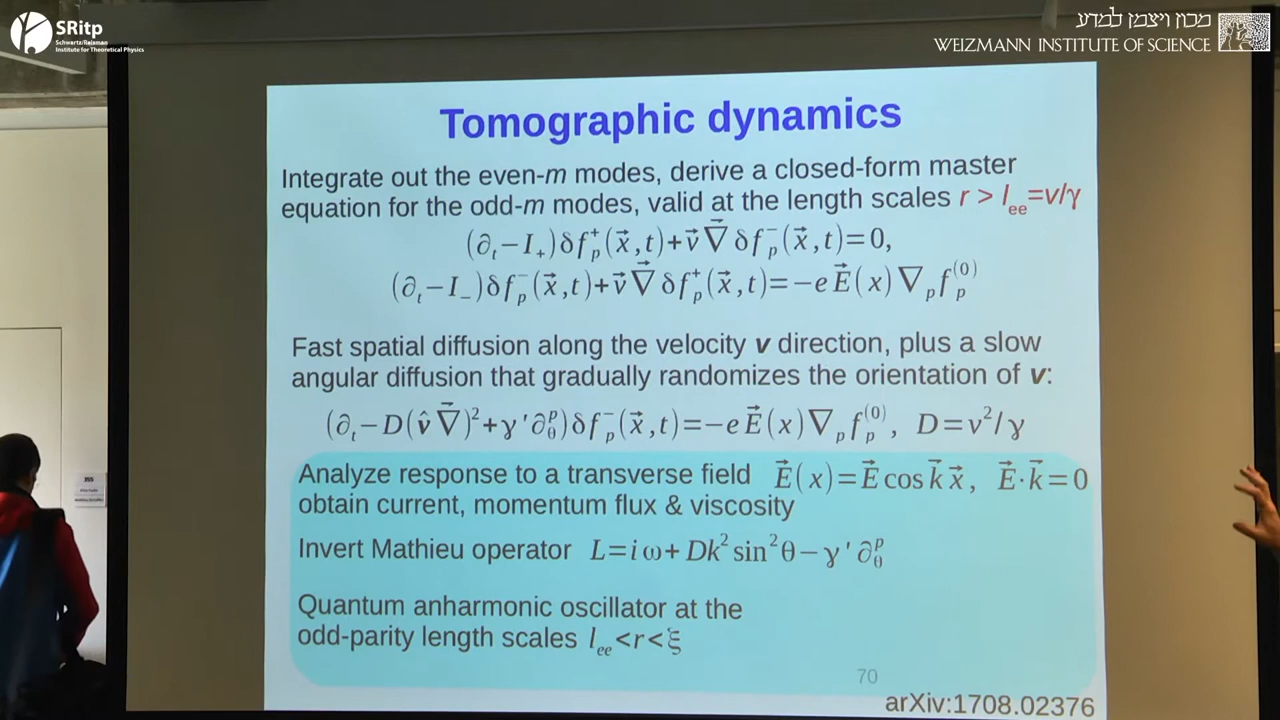 SRitp
Schwartz/Reisman
Institute for Theoretical Physics
מכון ויצמן למדע
WEIZMANN INSTITUTE OF SCIENCE
Tomographic dynamics
Integrate out the even-m modes, derive a closed-form master
equation for the odd-m modes, valid at the length scales r > l_ee=v/γ
(∂_t−I_+)δf_p^+(x⃗,t)+v⃗∇⃗δf_p^−(x⃗,t)=0,
(∂_t−I_−)δf_p^−(x⃗,t)+v⃗∇⃗δf_p^+(x⃗,t)=−eE⃗(x)∇_p f_p^(0)
Fast spatial diffusion along the velocity v direction, plus a slow
angular diffusion that gradually randomizes the orientation of v:
(∂_t−D(v̂∇⃗)²+γ'∂_θ^p)δf_p^−(x⃗,t)=−eE⃗(x)∇_p f_p^(0), D=v²/γ
Analyze response to a transverse field E⃗(x)=E⃗cos k⃗x⃗, E⃗·k⃗=0
obtain current, momentum flux & viscosity
Invert Mathieu operator L=iω+Dk²sin²θ−γ'∂_θ^p
Quantum anharmonic oscillator at the
odd-parity length scales l_ee<r<ξ
70
arXiv:1708.02376